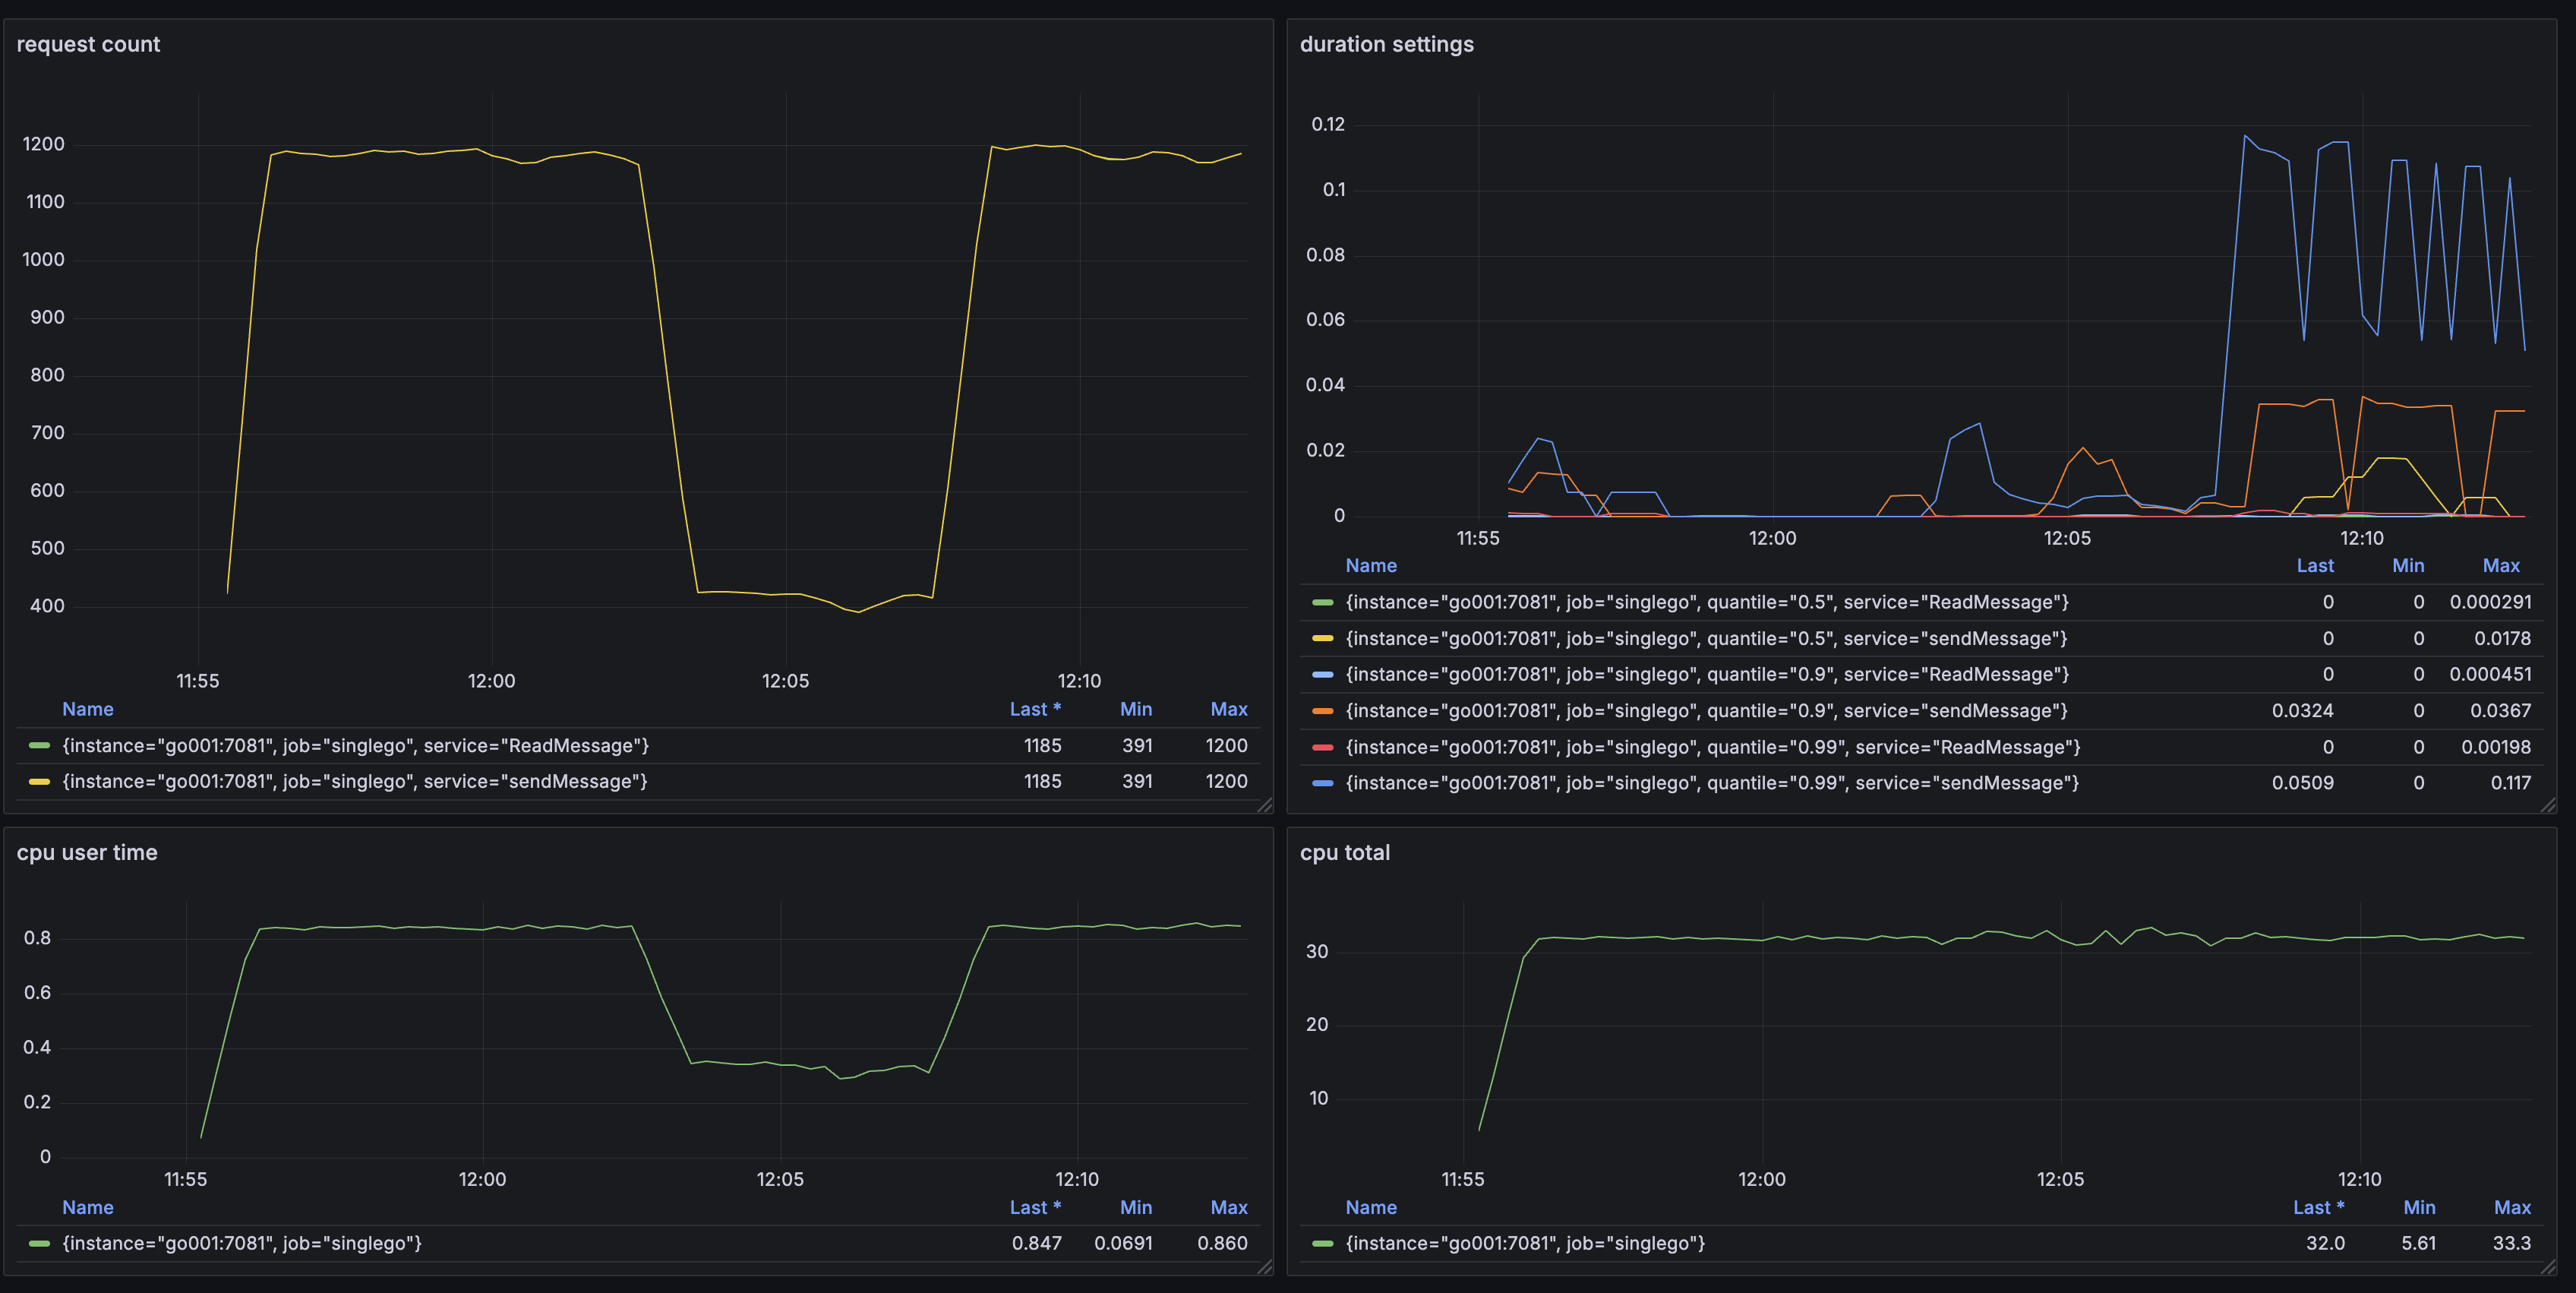 request count
1200
1100
1000
900
800
700
600
500
400
11:55 12:00 12:05 12:10
Name Last * Min Max
{instance="go001:7081", job="singlego", service="ReadMessage"} 1185 391 1200
{instance="go001:7081", job="singlego", service="sendMessage"} 1185 391 1200
duration settings
0.12
0.1
0.08
0.06
0.04
0.02
0
11:55 12:00 12:05 12:10
Name Last Min Max
{instance="go001:7081", job="singlego", quantile="0.5", service="ReadMessage"} 0 0 0.000291
{instance="go001:7081", job="singlego", quantile="0.5", service="sendMessage"} 0 0 0.0178
{instance="go001:7081", job="singlego", quantile="0.9", service="ReadMessage"} 0 0 0.000451
{instance="go001:7081", job="singlego", quantile="0.9", service="sendMessage"} 0.0324 0 0.0367
{instance="go001:7081", job="singlego", quantile="0.99", service="ReadMessage"} 0 0 0.00198
{instance="go001:7081", job="singlego", quantile="0.99", service="sendMessage"} 0.0509 0 0.117
cpu user time
0.8
0.6
0.4
0.2
0
11:55 12:00 12:05 12:10
Name Last * Min Max
{instance="go001:7081", job="singlego"} 0.847 0.0691 0.860
cpu total
30
20
10
11:55 12:00 12:05 12:10
Name Last * Min Max
{instance="go001:7081", job="singlego"} 32.0 5.61 33.3